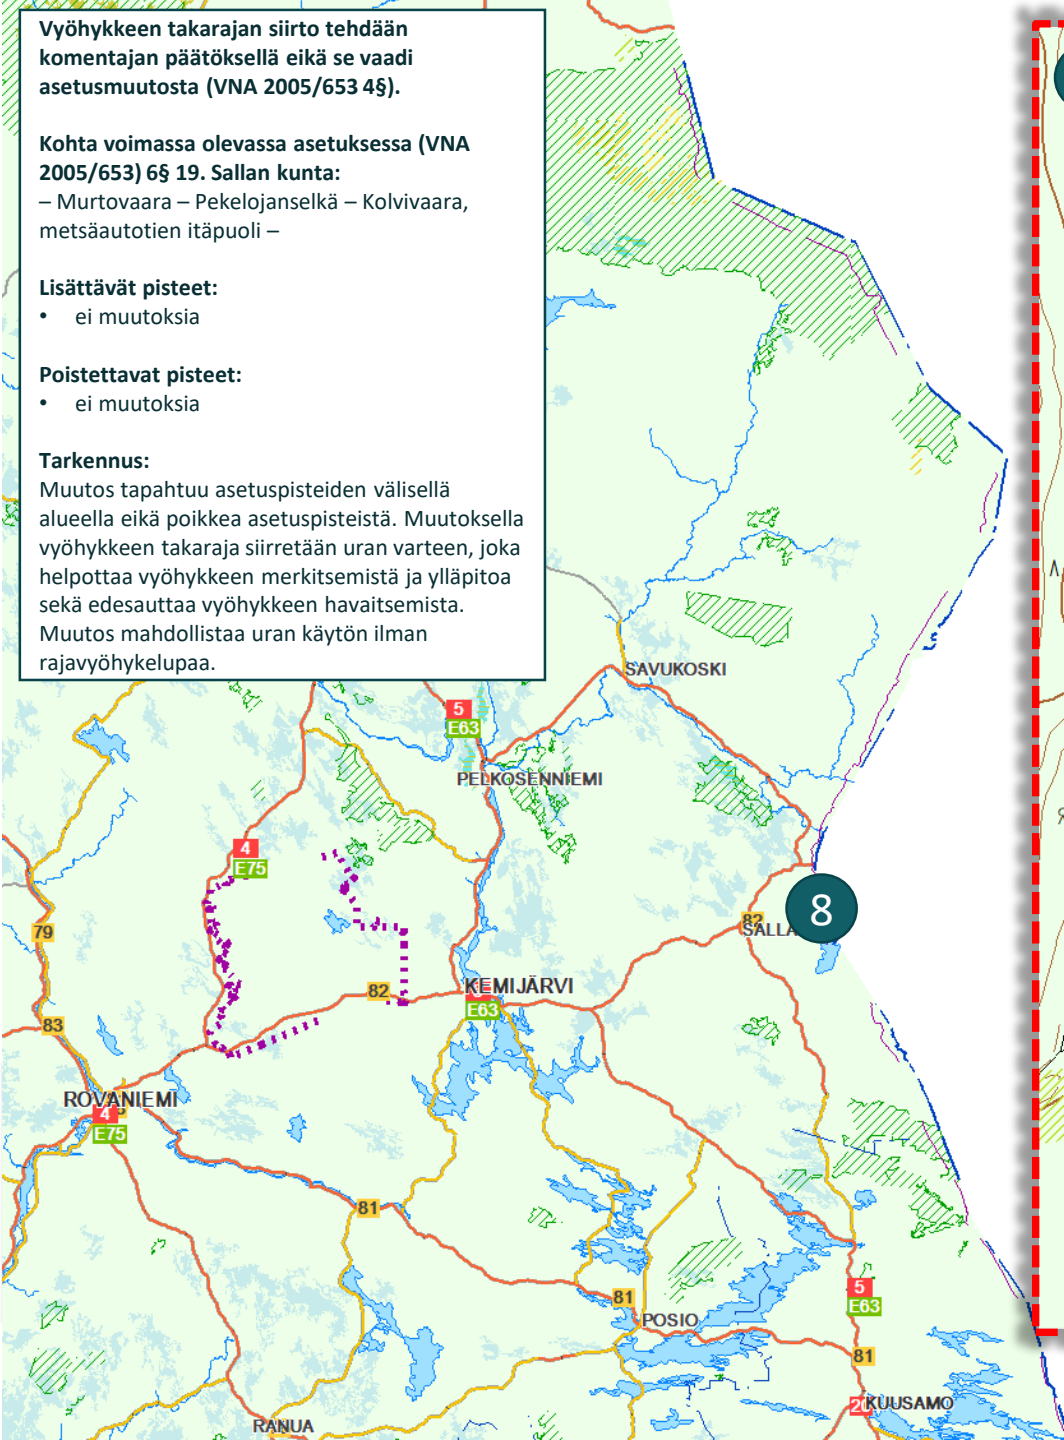 Vyöhykkeen takarajan siirto tehdään
komentajan päätöksellä eikä se vaadi
asetusmuutosta (VNA 2005/653 4§).
Kohta voimassa olevassa asetuksessa (VNA
2005/653) 6§ 19. Sallan kunta:
– Murtovaara – Pekelojanselkä – Kolvivaara,
metsäautotien itäpuoli –
Lisättävät pisteet:
• ei muutoksia
Poistettavat pisteet:
• ei muutoksia
Tarkennus:
Muutos tapahtuu asetuspisteiden välisellä
alueella eikä poikkea asetuspisteistä. Muutoksella
vyöhykkeen takaraja siirretään uran varteen, joka
helpottaa vyöhykkeen merkitsemistä ja ylläpitoa
sekä edesauttaa vyöhykkeen havaitsemista.
Muutos mahdollistaa uran käytön ilman
rajavyöhykelupaa.
SAVUKOSKI
5
E63
PELKOSENNIEMI
4
E75
8
82
SALLA
79
82
KEMIJÄRVI
E63
83
ROVANIEMI
4
E75
81
5
E63
81
POSIO
81
KUUSAMO
RANUA